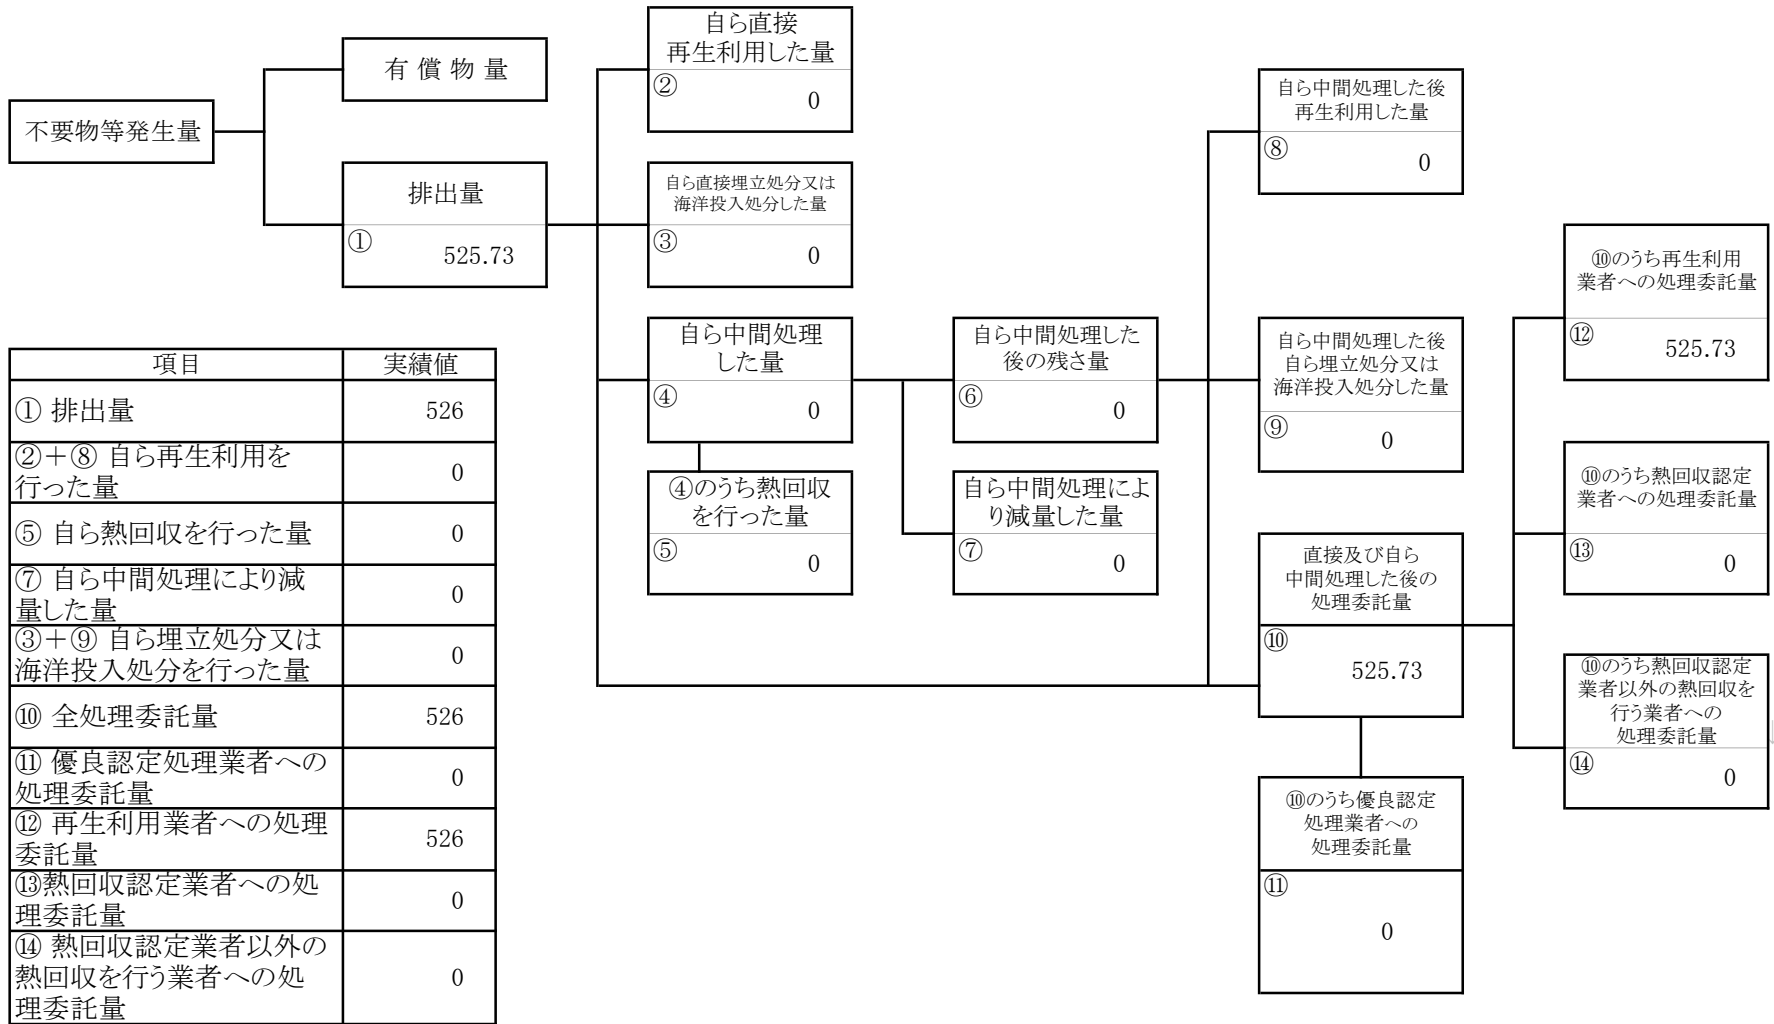 不要物等発生量
有 償 物 量
排出量
①
525.73
自ら直接
再生利用した量
②
0
自ら直接埋立処分又は
海洋投入処分した量
③
0
自ら中間処理
した量
④
0
④のうち熱回収
を行った量
⑤
0
自ら中間処理した
後の残さ量
⑥
0
自ら中間処理によ
り減量した量
⑦
0
自ら中間処理した後
再生利用した量
⑧
0
自ら中間処理した後
自ら埋立処分又は
海洋投入処分した量
⑨
0
直接及び自ら
中間処理した後の
処理委託量
⑩
525.73
⑩のうち優良認定
処理業者への
処理委託量
⑪
0
⑩のうち再生利用
業者への処理委託量
⑫
525.73
⑩のうち熱回収認定
業者への処理委託量
⑬
0
⑩のうち熱回収認定
業者以外の熱回収を
行う業者への
処理委託量
⑭
0
項目 実績値
① 排出量 526
②＋⑧ 自ら再生利用を
行った量 0
⑤ 自ら熱回収を行った量 0
⑦ 自ら中間処理により減
量した量 0
③＋⑨ 自ら埋立処分又は
海洋投入処分を行った量 0
⑩ 全処理委託量 526
⑪ 優良認定処理業者への
処理委託量 0
⑫ 再生利用業者への処理
委託量 526
⑬熱回収認定業者への処
理委託量 0
⑭ 熱回収認定業者以外の
熱回収を行う業者への処 0
理委託量